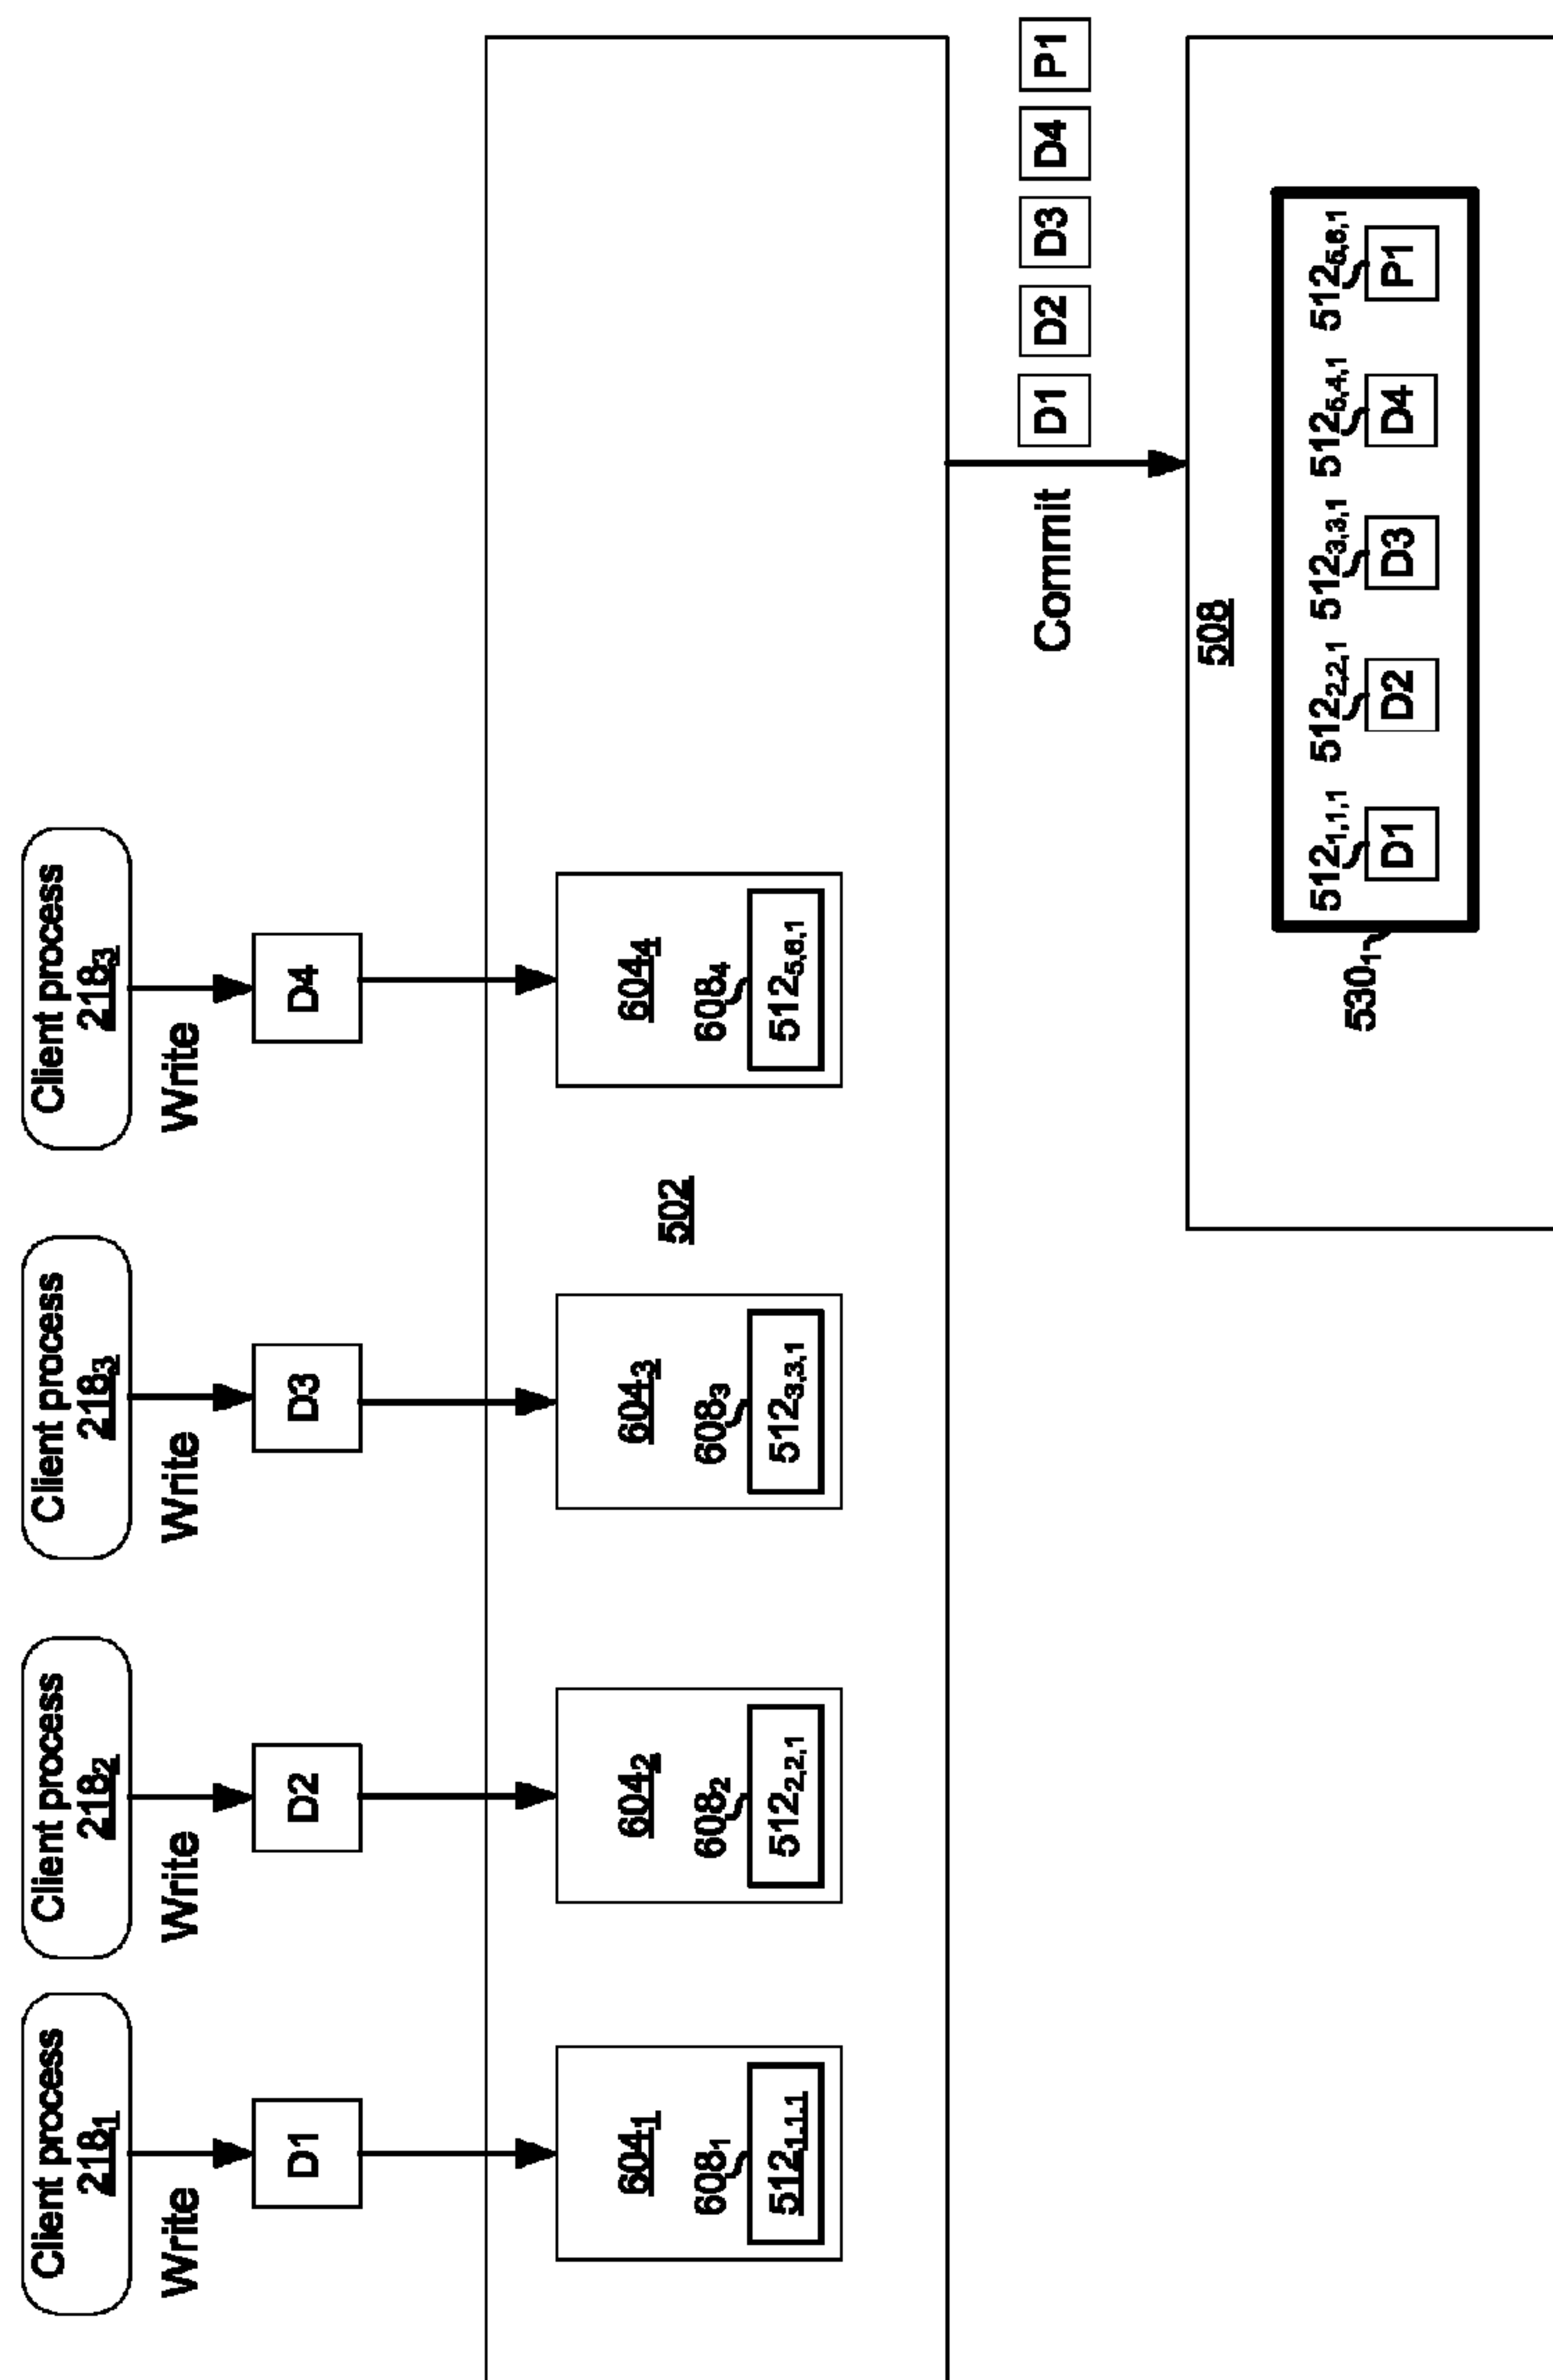 Client process
218₁
Client process
218₂
Client process
218₃
Client process
218₃
Write
Write
Write
Write
D1
D2
D3
D4
604₁
604₂
604₃
604₄
502
608₁
608₂
608₃
608₄
512₁,₁,₁
512₂,₂,₁
512₃,₃,₁
512₅,₆,₁
Commit
D1 D2 D3 D4 P1
508
512₁,₁,₁ 512₂,₂,₁ 512₃,₃,₁ 512₅,₄,₁ 512₅,₆,₁
530₁
D1 D2 D3 D4 P1